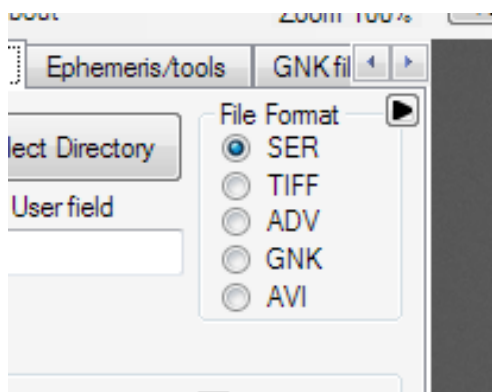 Zoom 100%
Ephemeris/tools GNK fil
File Format
lect Directory
SER
TIFF
User field
ADV
GNK
AVI